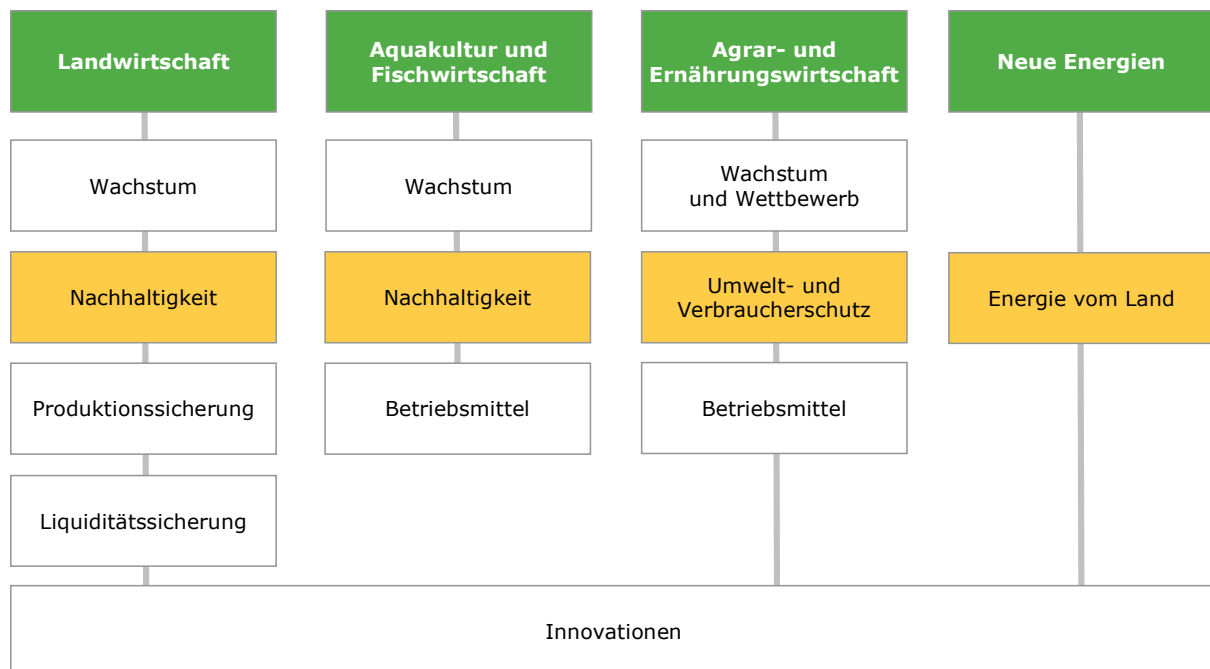 Landwirtschaft
Aquakultur und
Fischwirtschaft
Agrar- und
Ernährungswirtschaft
Neue Energien
Wachstum
Wachstum
Wachstum
und Wettbewerb
Nachhaltigkeit
Nachhaltigkeit
Umwelt- und
Verbraucherschutz
Energie vom Land
Produktionssicherung
Betriebsmittel
Betriebsmittel
Liquiditätssicherung
Innovationen